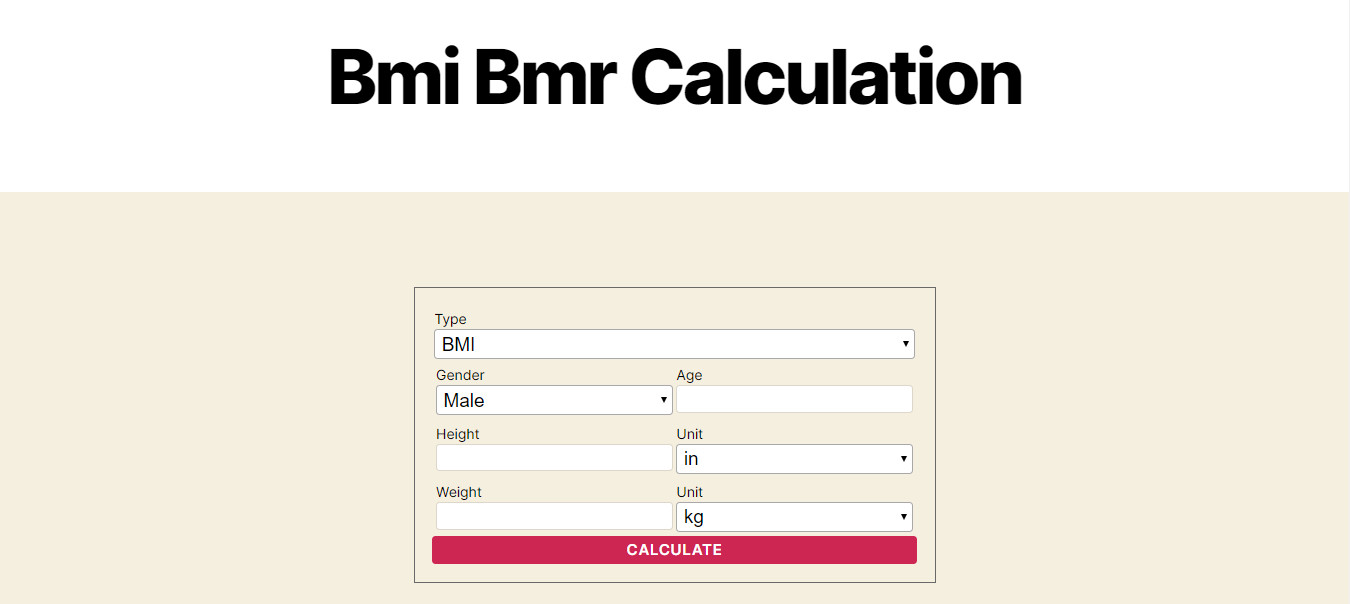 Bmi Bmr Calculation
Type
BMI
Gender Age
Male
Height Unit
in
Weight Unit
kg
CALCULATE